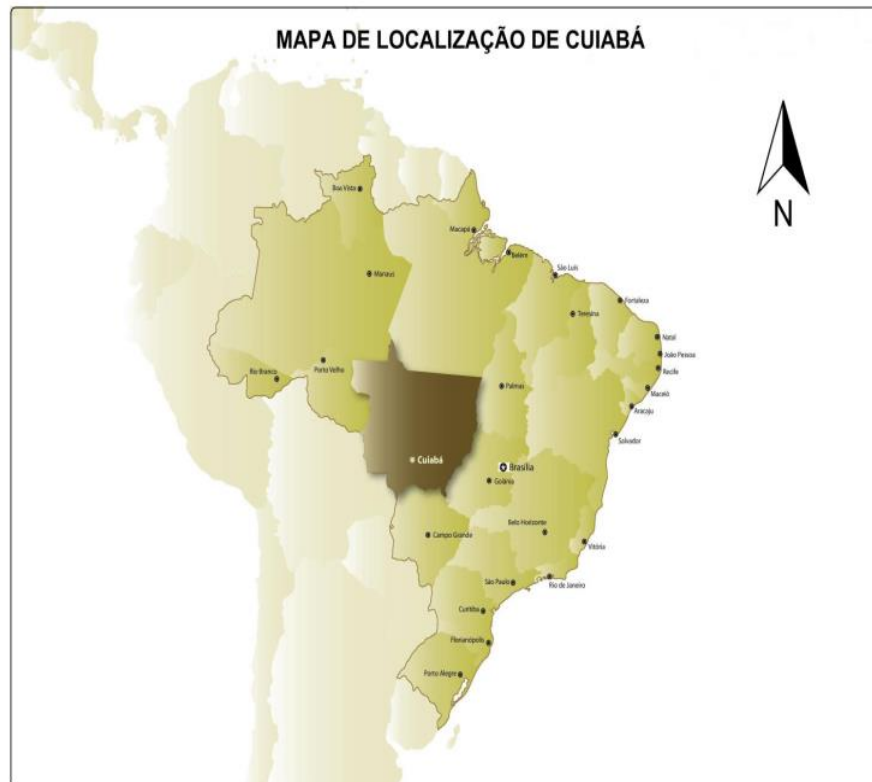 MAPA DE LOCALIZAÇÃO DE CUIABÁ
N
Boa Vista
Macapá
Belém
São Luis
Manaus
Fortaleza
Teresina
Natal
João Pessoa
Porto Velho
Recife
Rio Branco
Palmas
Maceió
Aracaju
Salvador
Cuiabá
Brasília
Goiânia
Belo Horizonte
Campo Grande
Vitória
São Paulo
Rio de Janeiro
Curitiba
Florianópolis
Porto Alegre